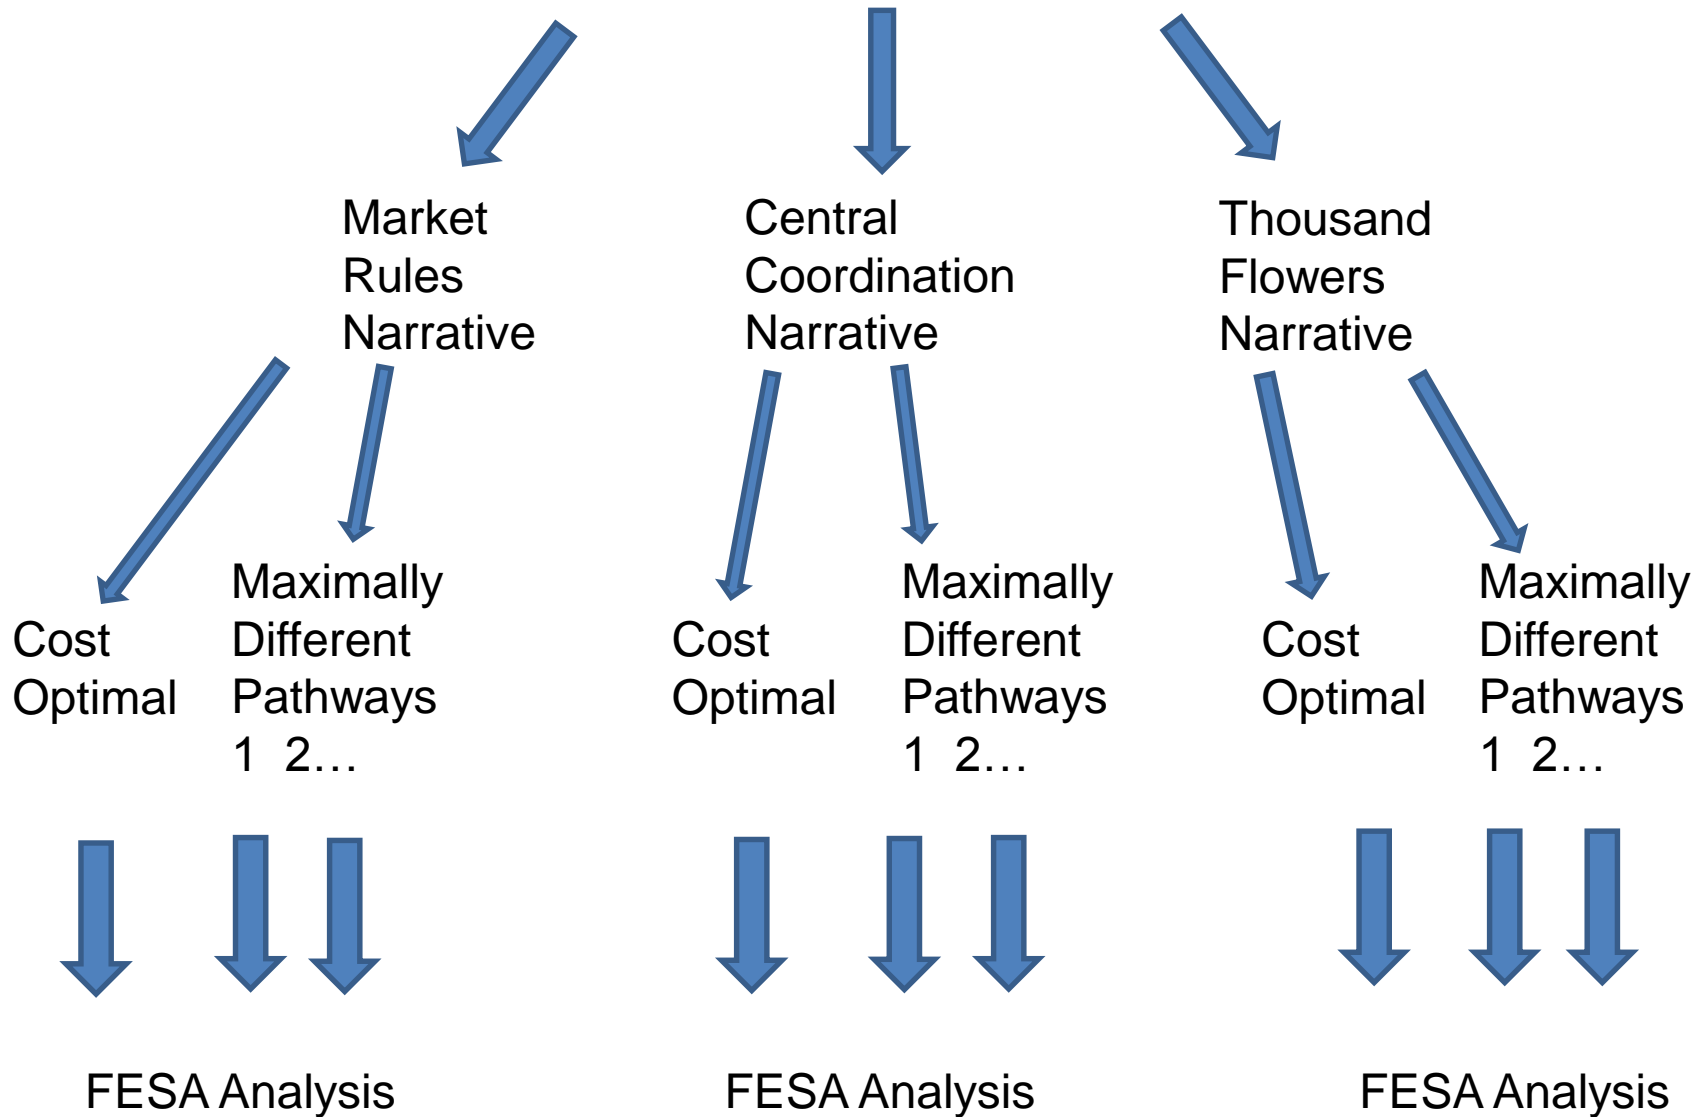 Market
Rules
Narrative
Central
Coordination
Narrative
Thousand
Flowers
Narrative
Cost
Optimal
Maximally
Different
Pathways
1 2…
Cost
Optimal
Maximally
Different
Pathways
1 2…
Cost
Optimal
Maximally
Different
Pathways
1 2…
FESA Analysis
FESA Analysis
FESA Analysis